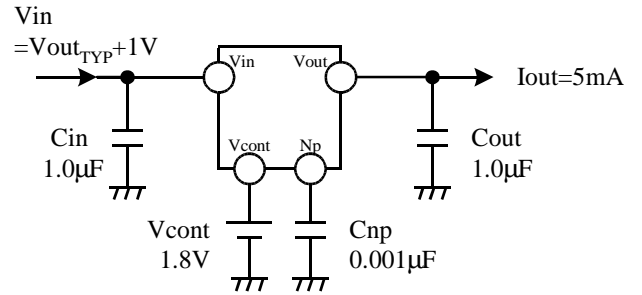 Vin
=VoutTYP+1V
Vin
Vout
Iout=5mA
Vcont
Np
Cin
1.0µF
Cout
1.0µF
Vcont
1.8V
Cnp
0.001µF